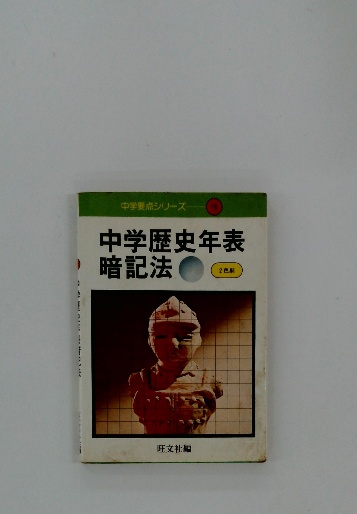 中学要点シリーズ
中学歴史年表
暗記法
2色刷
旺文社編